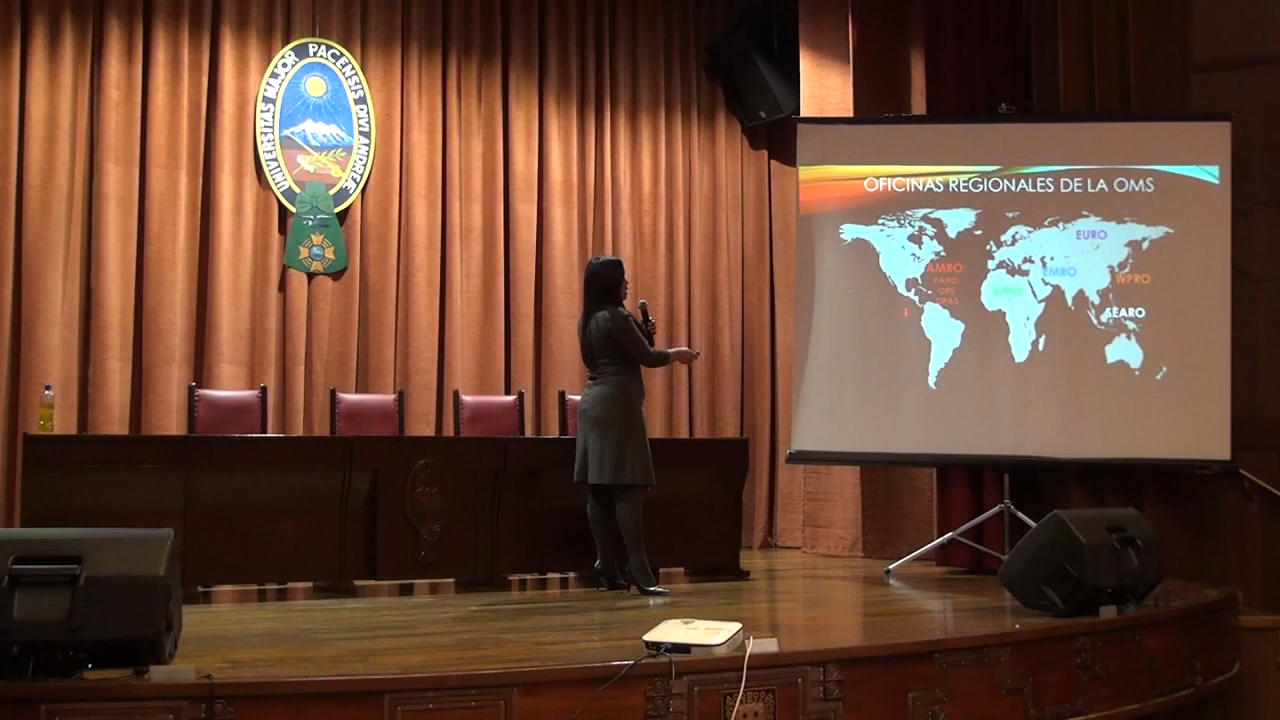 UNIVERSITAS MAJOR PACENSIS DIVI ANDREÆ
OFICINAS REGIONALES DE LA OMS
EURO
AMRO:
EMRO
WPRO
PAHO
OPS
OPAS
SEARO